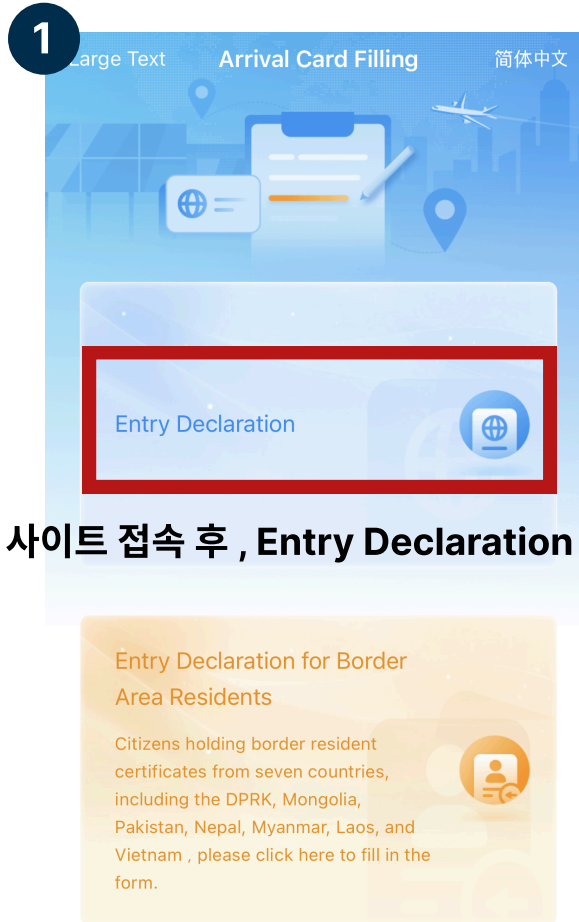 1
Large Text
Arrival Card Filling
简体中文
Entry Declaration
사이트 접속 후 , Entry Declaration
Entry Declaration for Border
Area Residents
Citizens holding border resident
certificates from seven countries,
including the DPRK, Mongolia,
Pakistan, Nepal, Myanmar, Laos, and
Vietnam , please click here to fill in the
form.